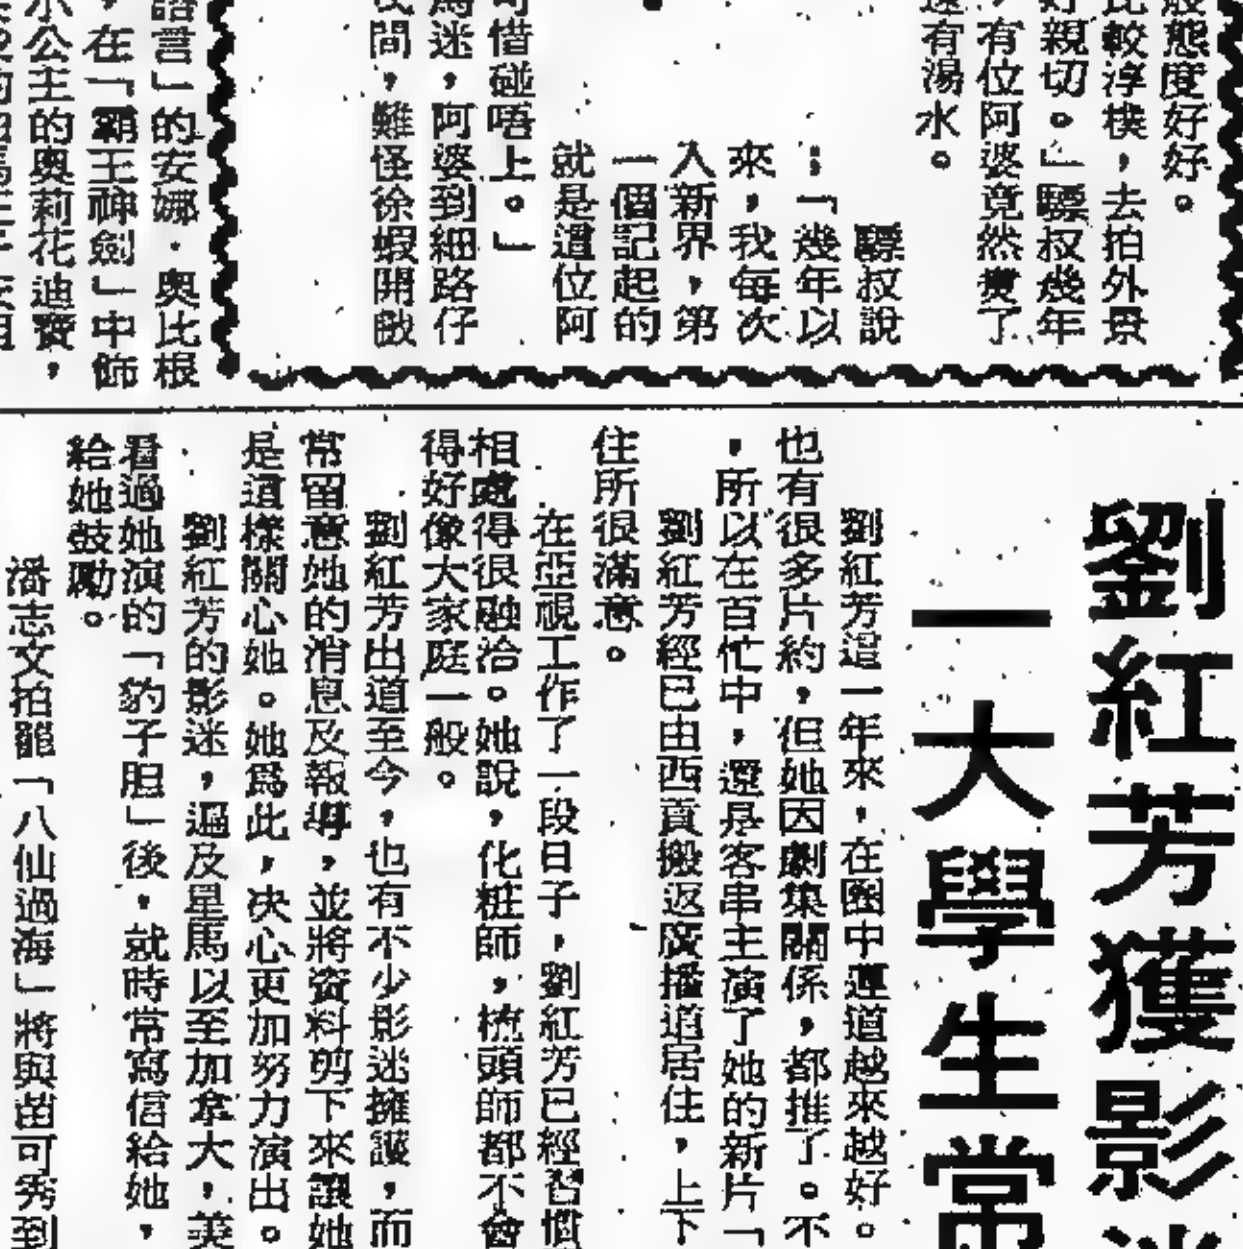 般態度好好。
比較淳樸，去拍外景
好親切。」驃叔幾年
，有位阿婆竟然煲了
還有湯水。
驃叔說
：「幾年以
來，我每次
入新界，第
一個記起的
就是這位阿
可惜碰唔上。」
馬迷，阿婆到細路仔
問，難怪徐蝦開戲
語言」的安娜．奧比根
，在「霸王神劍」中飾
小公主的奧莉花迪寶，
劉紅芳獲影迷
一大學生常
劉紅芳這一年來，在圈中運道越來越好。
也有很多片約，但她因劇集關係，都推了。不
，所以在百忙中，還是客串主演了她的新片「
劉紅芳經已由西貢搬返廣播道居住，上下
住所很滿意。
在亞視工作了一段日子，劉紅芳已經習慣
相處得很融洽。她說，化粧師，梳頭師都不會
得好像大家庭一般。
劉紅芳出道至今，也有不少影迷擁護，而
常留意她的消息及報導，並將資料剪下來讓她
是這樣關心她。她爲此，决心更加努力演出。
劉紅芳的影迷，遍及星馬以至加拿大，美
看過她演的「豹子胆」後，就時常寫信給她，
給她鼓勵。
潘志文拍罷「八仙過海」將與苗可秀到